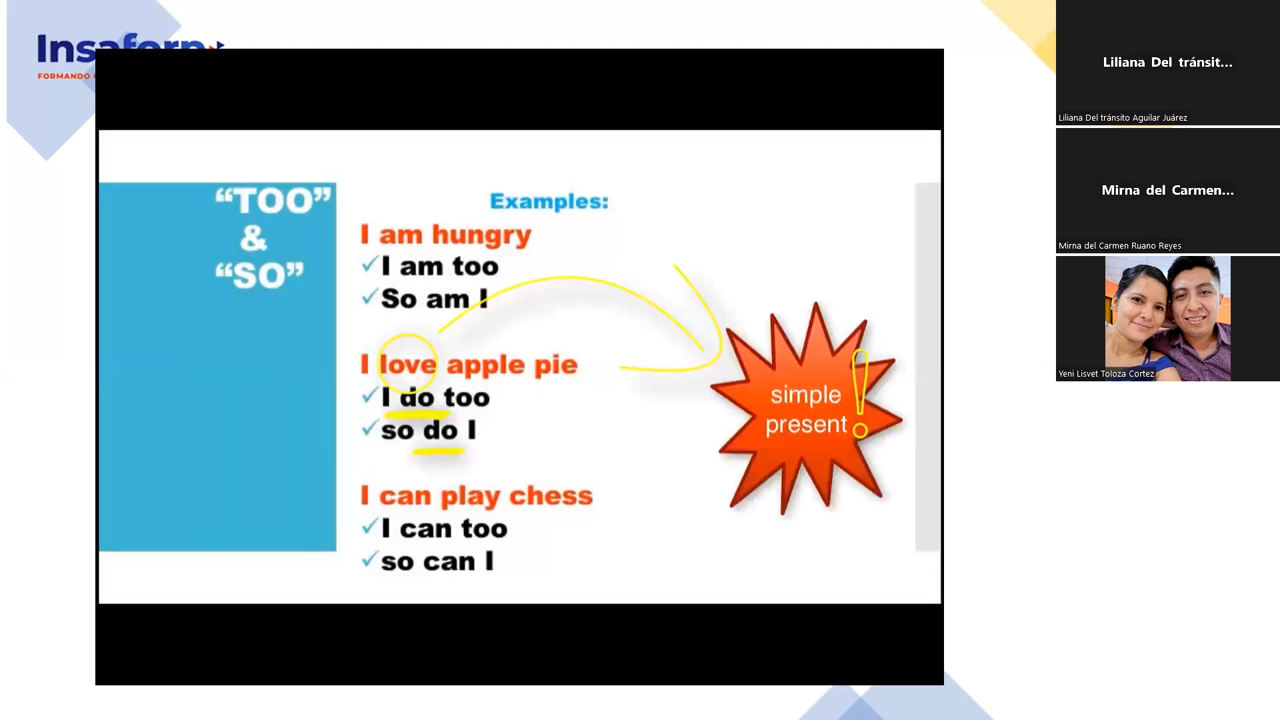 Insaforp
FORMANDO
"TOO"
&
"SO"
Examples:
I am hungry
✓I am too
✓So am I
I love apple pie
✓I do too
✓so do I
I can play chess
✓I can too
✓so can I
simple
present
!
Liliana Del tránsit...
Liliana Del tránsito Aguilar Juárez
Mirna del Carmen...
Mirna del Carmen Ruano Reyes
Yeni Lisvet Toloza Cortez